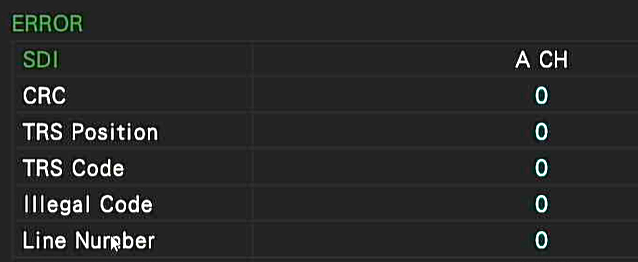 ERROR
SDI A CH
CRC 0
TRS Position 0
TRS Code 0
Illegal Code 0
Line Number 0